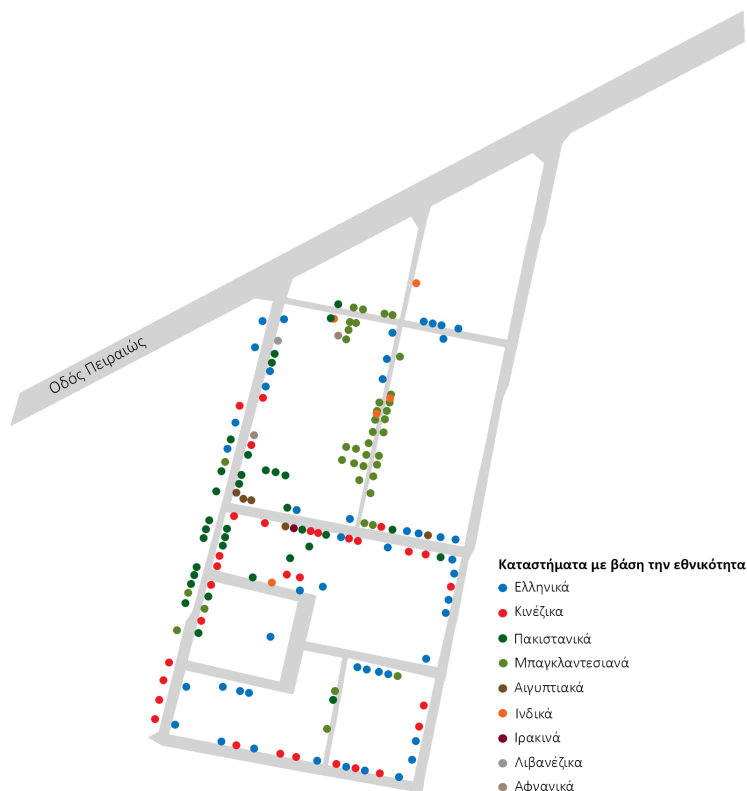 Οδός Πειραιώς
Καταστήματα με βάση την εθνικότητα
Ελληνικά
Κινέζικα
Πακιστανικά
Μπαγκλαντεσιανά
Αιγυπτιακά
Ινδικά
Ιρακινά
Λιβανέζικα
Αφγανικά